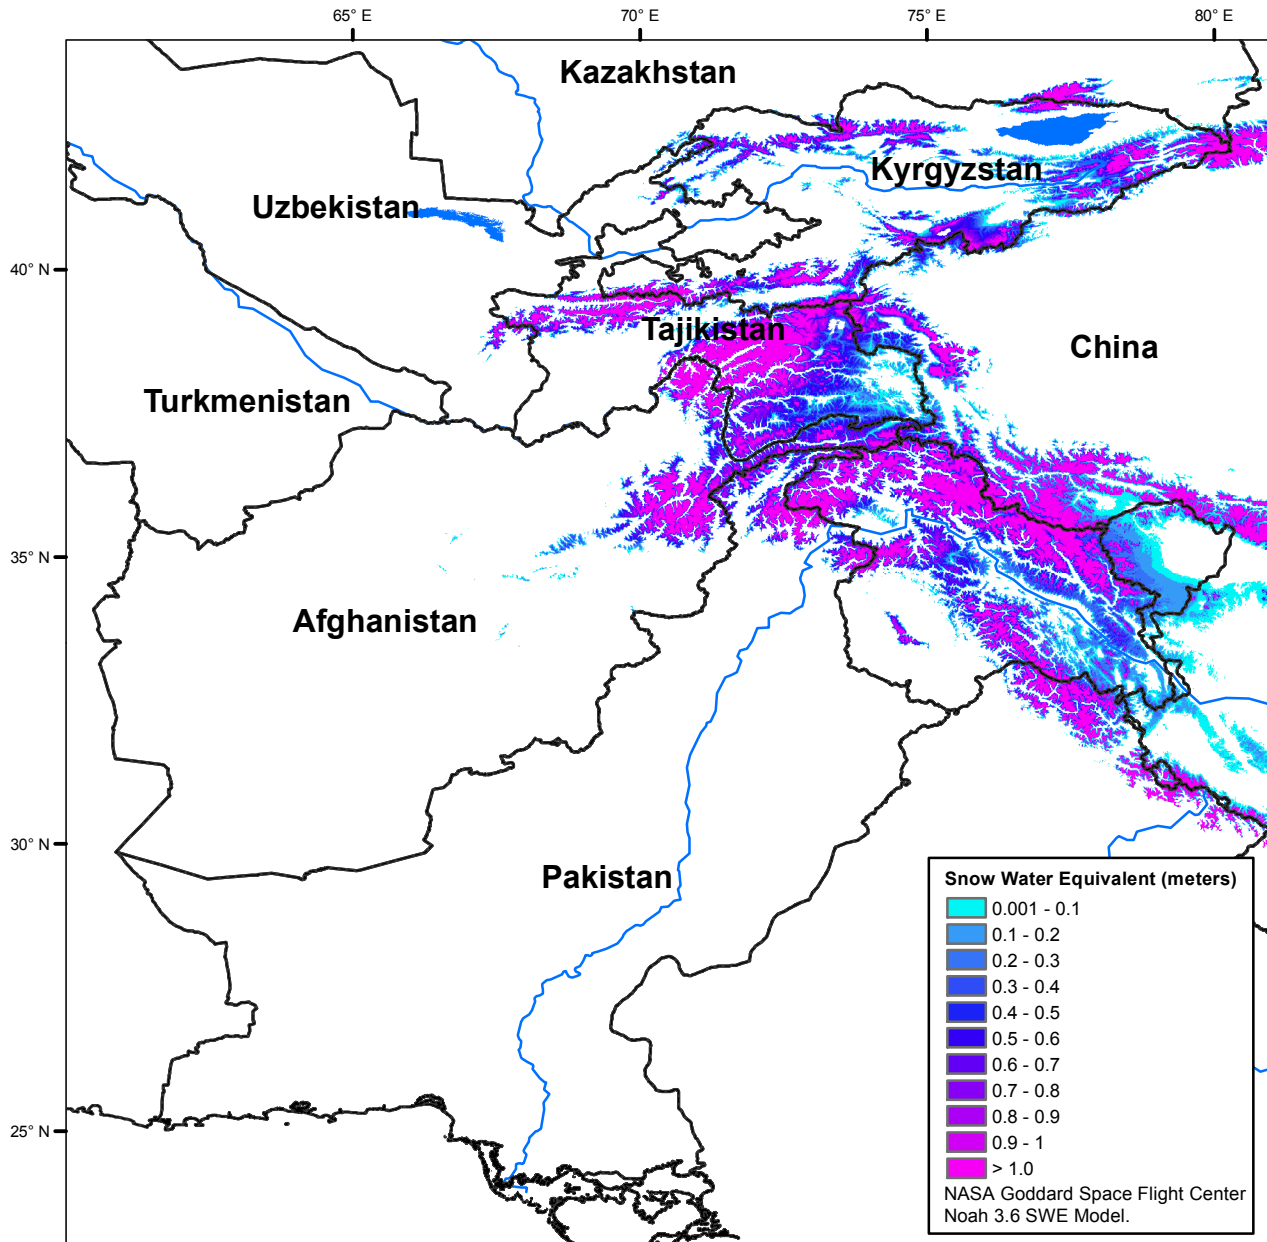 65° E
70° E
75° E
80° E
Kazakhstan
Kyrgyzstan
Uzbekistan
40° N
Tajikistan
China
Turkmenistan
35° N
Afghanistan
30° N
Pakistan
25° N
Snow Water Equivalent (meters)
0.001 - 0.1
0.1 - 0.2
0.2 - 0.3
0.3 - 0.4
0.4 - 0.5
0.5 - 0.6
0.6 - 0.7
0.7 - 0.8
0.8 - 0.9
0.9 - 1
> 1.0
NASA Goddard Space Flight Center
Noah 3.6 SWE Model.